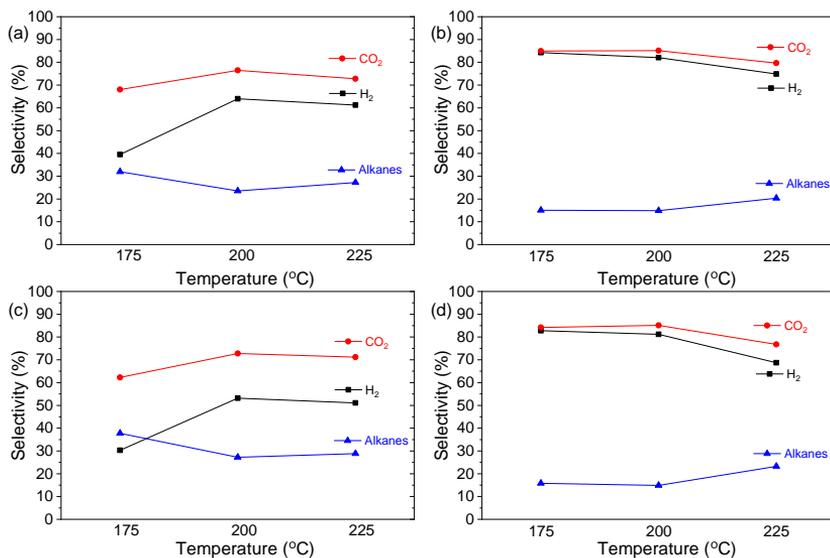 (a)
Selectivity (%)
100
90
80
70
60
50
40
30
20
10
0
CO₂
H₂
Alkanes
175 200 225
Temperature (°C)
(b)
Selectivity (%)
100
90
80
70
60
50
40
30
20
10
0
CO₂
H₂
Alkanes
175 200 225
Temperature (°C)
(c)
Selectivity (%)
100
90
80
70
60
50
40
30
20
10
0
CO₂
H₂
Alkanes
175 200 225
Temperature (°C)
(d)
Selectivity (%)
100
90
80
70
60
50
40
30
20
10
0
CO₂
H₂
Alkanes
175 200 225
Temperature (°C)